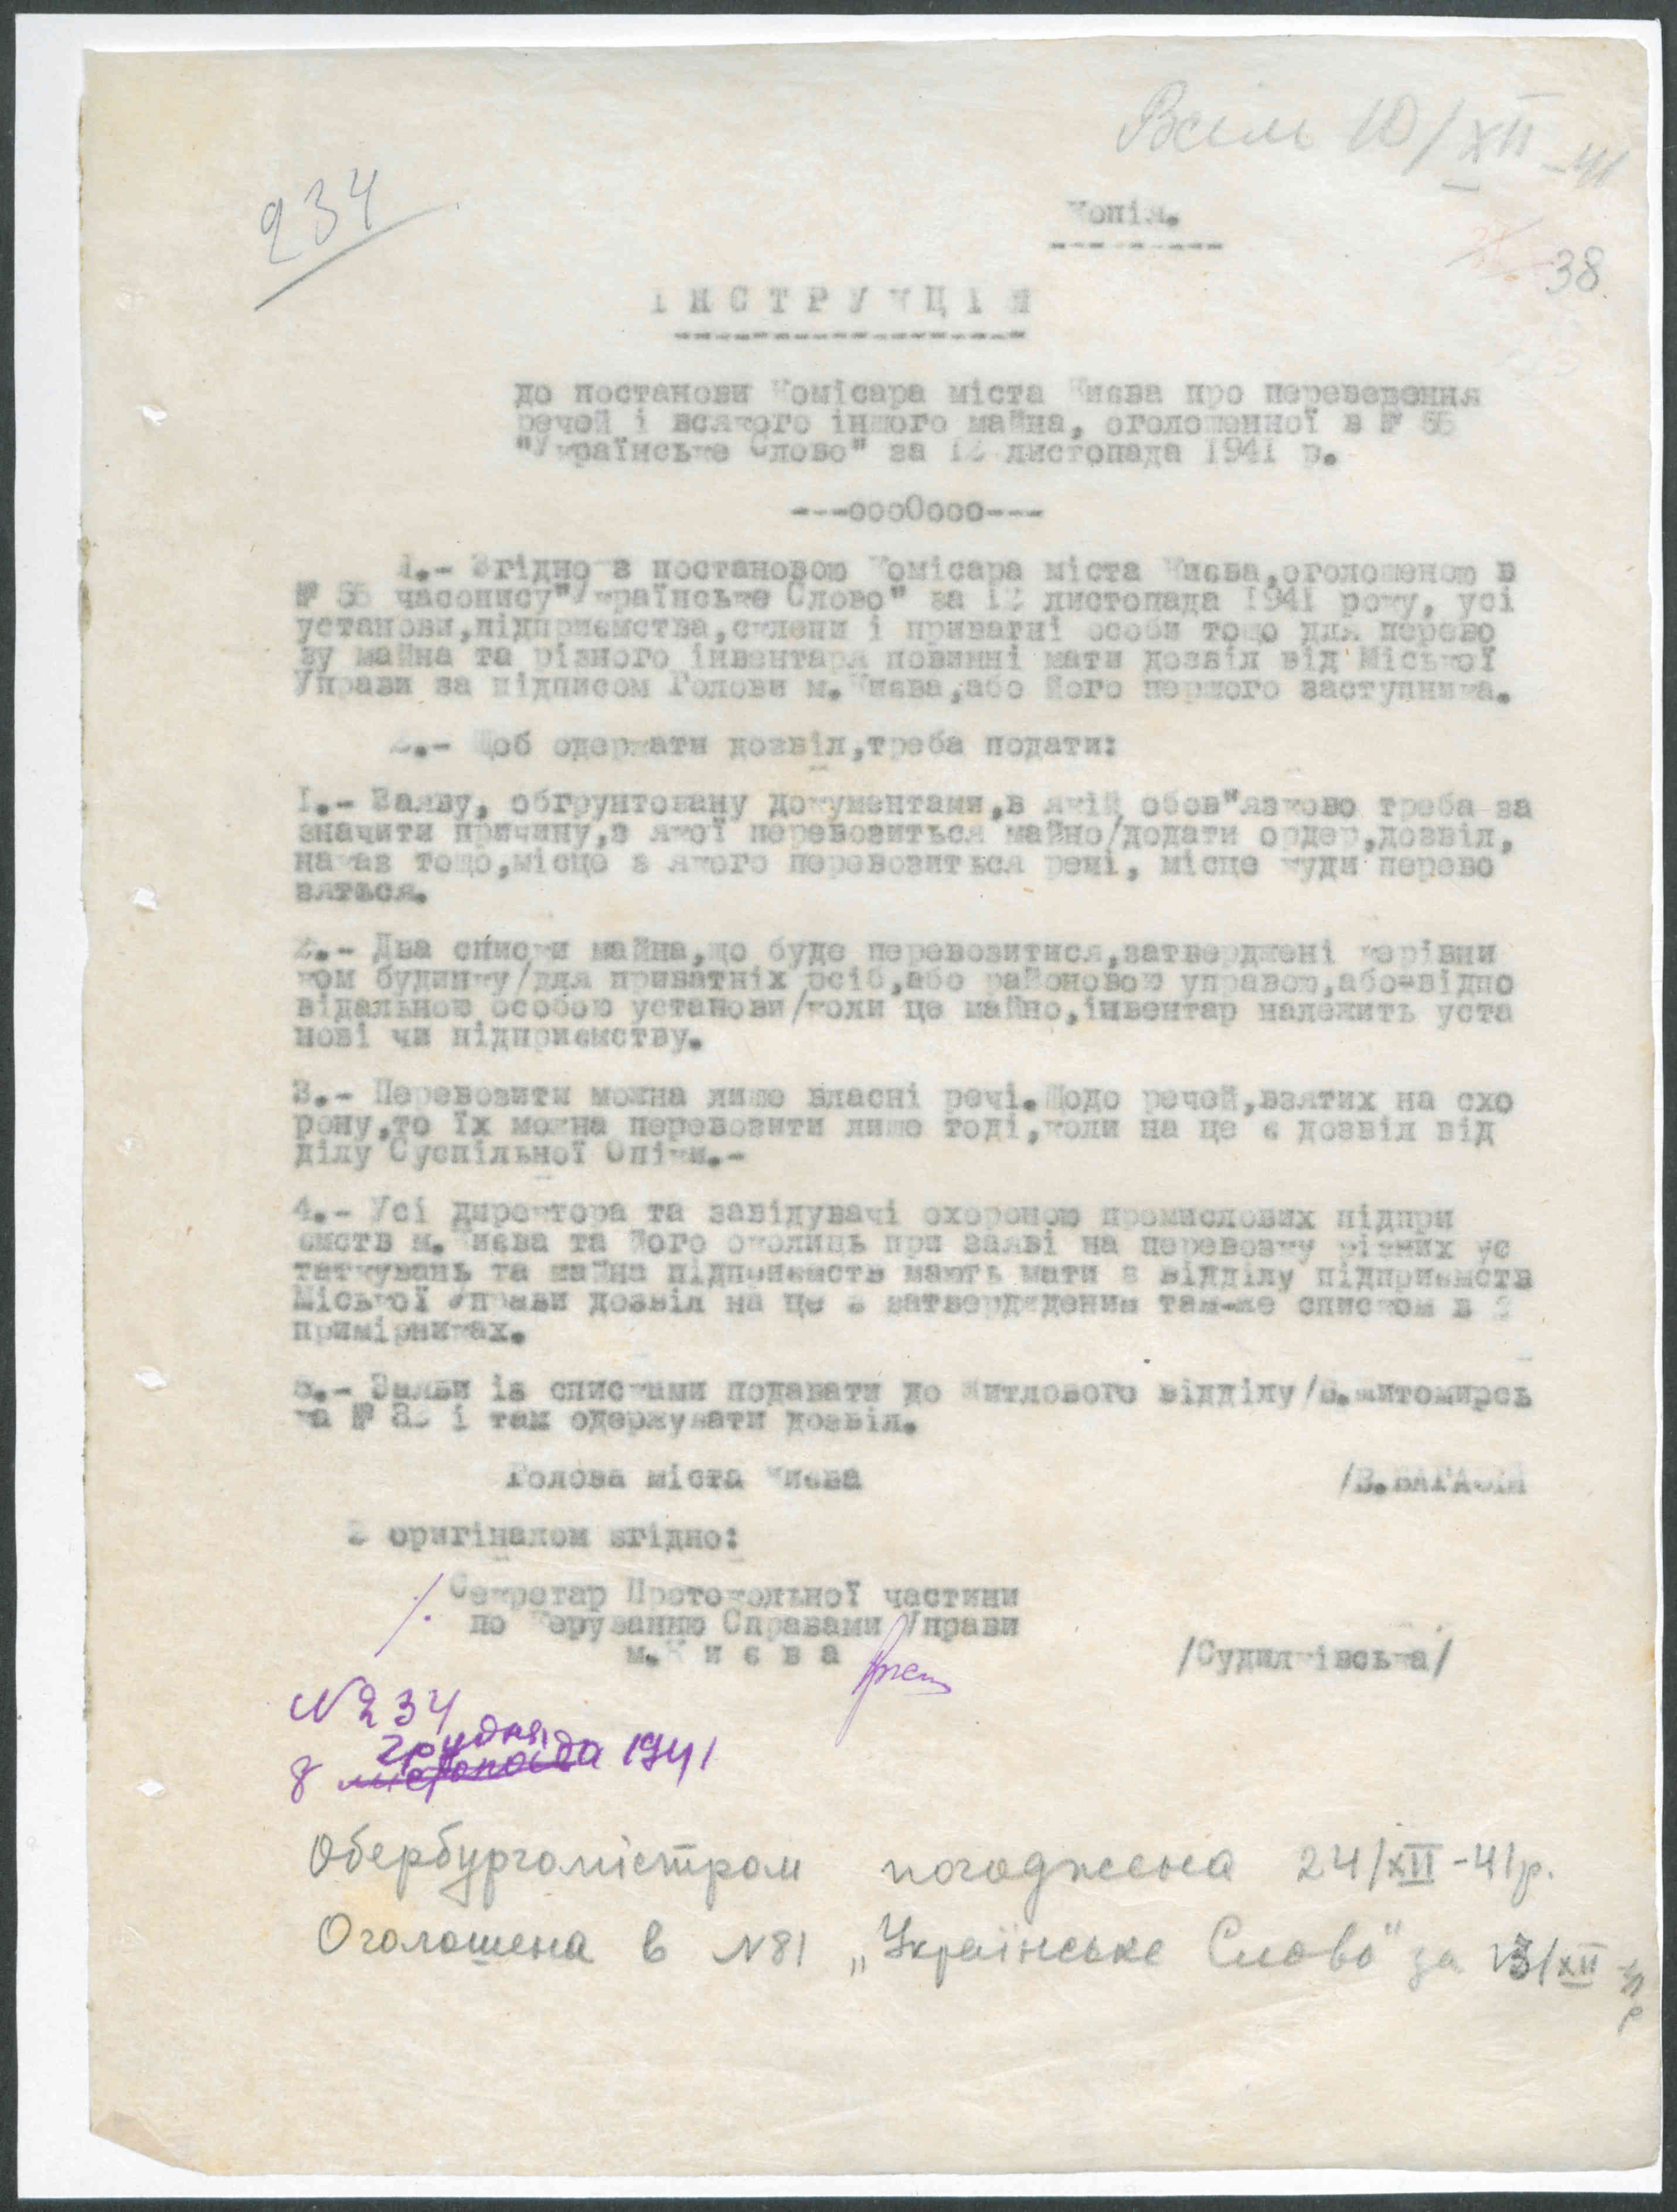 Всім 10/XII-41
234
Копія.
38
ІНСТРУКЦІЯ
до постанови Комісара міста Києва про перевезення
речей і всякого іншого майна, оголошенної в № 55
"Українське Слово" за 12 листопада 1941 р.
---ооо0ооо---
1.- Згідно з постановою Комісара міста Києва,оголошеною в
№ 55 часопису"Українське Слово" за 12 листопада 1941 року, усі
установи,підприємства,склепи і приватні особи тощо для перево
зу майна та різного інвентаря повинні мати дозвіл від Міської
Управи за підписом Голови м.Києва,або його першого заступника.
2.- Щоб одержати дозвіл,треба подати:
1.- Заяву, обгрунтовану документами,в якій обов"язково треба за
значити причину,з якої перевозиться майно/додати ордер,дозвіл,
наказ тощо,місце з якого перевозиться речі, місце куди перево
зяться.
2.- Два списки майна,що буде перевозитися,затверджені керівни
ком будинку/для приватніх осіб,або районовою управою,або-відпо
відальною особою установи/коли це майно,інвентар належить уста
нові чи підприємству.
3.- Перевозити можна лише власні речі.Щодо речей,взятих на схо
рону,то їх можна перевозити лише тоді,коли на це є дозвіл від
ділу Суспільної Опіки.-
4.- Усі директора та завідувачі охороною промислових підпри
ємств м.Києва та його околиць при заяві на перевозку різних ус
таткувань та майна підприємств мають мати з відділу підприємств
Міської Управи дозвіл на це з затвердженим там-же списком в 2
примірниках.
5.- Заяви із списками подавати до житлового відділу/В.житомирсь
ка № і там одержувати дозвіл.
Голова міста Києва /В.БАГАЗІЙ
З оригіналом згідно:
Секретар Протокольної частини
по Керуванню Справами Управи
м.Києва /Судилківська/
№234
грудня
8 листопада 1941
Обербургомістром погоджена 24/XII-41р.
Оголошена в №81 „Українське Слово" за 13/XII-41 р